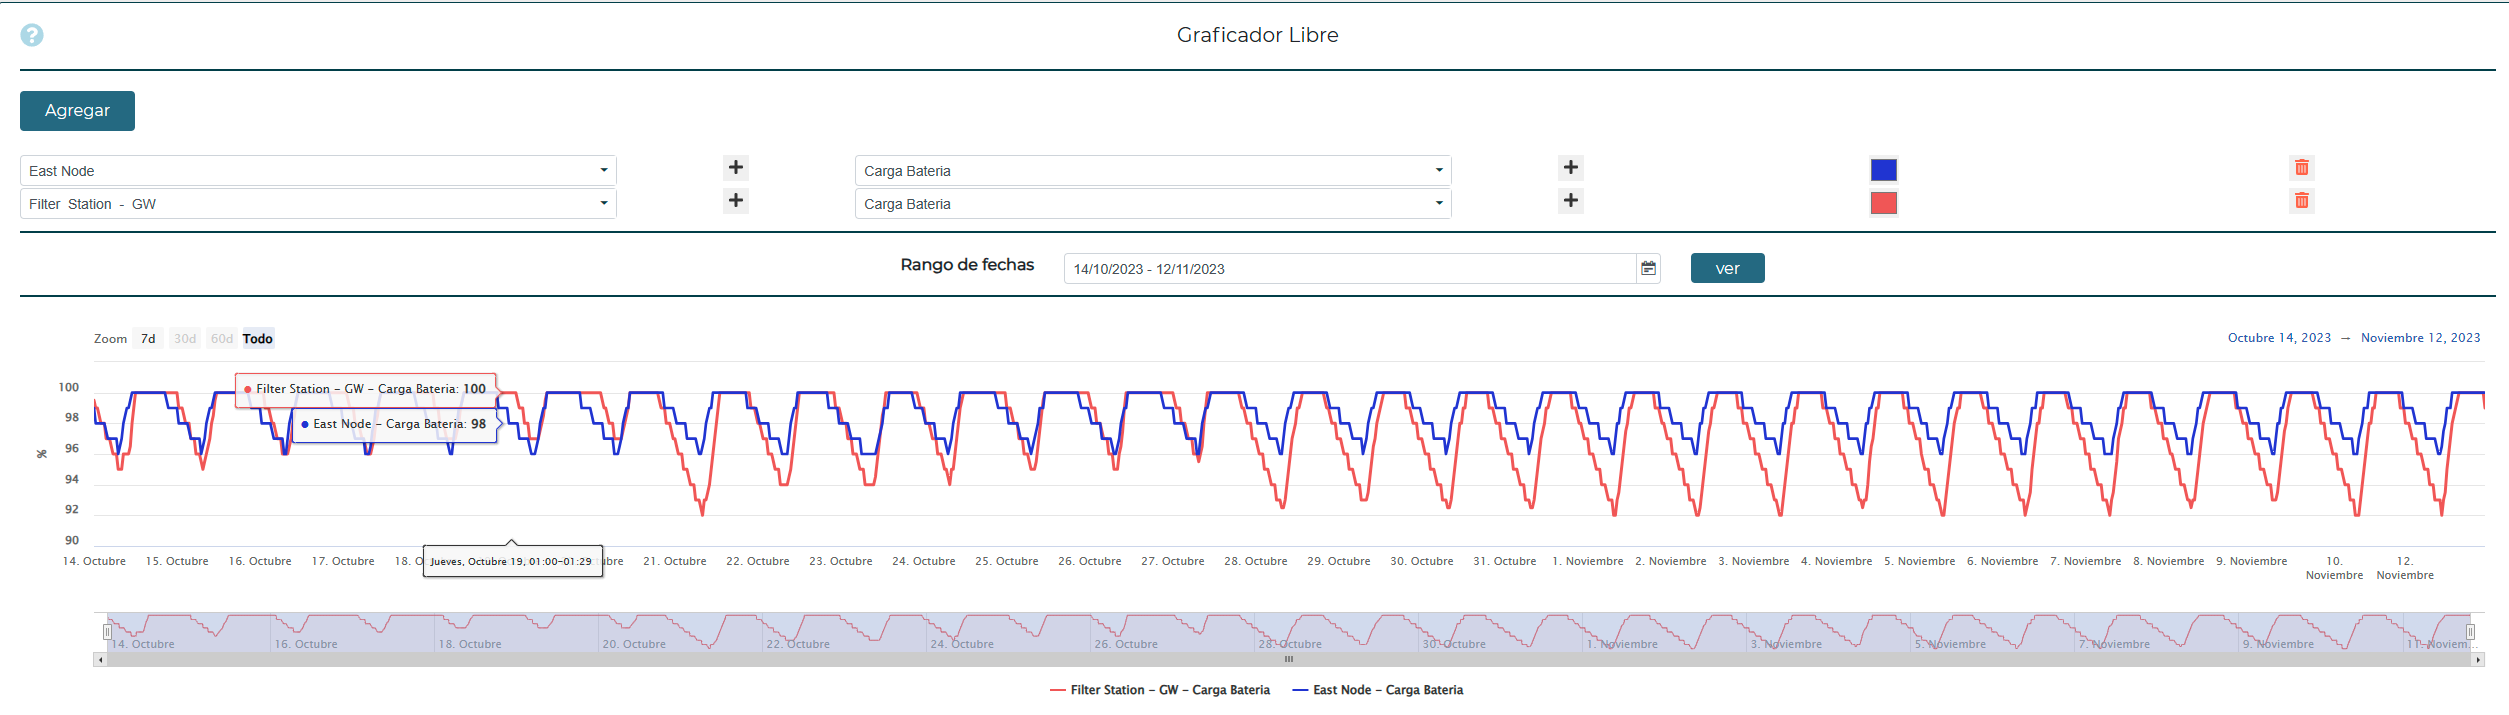 ?
Graficador Libre
Agregar
East Node
Carga Bateria
Filter Station - GW
Carga Bateria
Rango de fechas
14/10/2023 - 12/11/2023
ver
Zoom 7d 30d 60d Todo
Octubre 14, 2023 → Noviembre 12, 2023
100
98
96
94
92
90
%
Filter Station - GW - Carga Bateria: 100
East Node - Carga Bateria: 98
Jueves, Octubre 19, 01:00-01:29
14. Octubre 15. Octubre 16. Octubre 17. Octubre 21. Octubre 22. Octubre 23. Octubre 24. Octubre 25. Octubre 26. Octubre 27. Octubre 28. Octubre 29. Octubre 30. Octubre 31. Octubre 1. Noviembre 2. Noviembre 3. Noviembre 4. Noviembre 5. Noviembre 6. Noviembre 7. Noviembre 8. Noviembre 9. Noviembre 10. Noviembre 12. Noviembre
14. Octubre 16. Octubre 18. Octubre 20. Octubre 22. Octubre 24. Octubre 26. Octubre 28. Octubre 30. Octubre 1. Noviembre 3. Noviembre 5. Noviembre 7. Noviembre 9. Noviembre 11. Noviem...
Filter Station - GW - Carga Bateria East Node - Carga Bateria